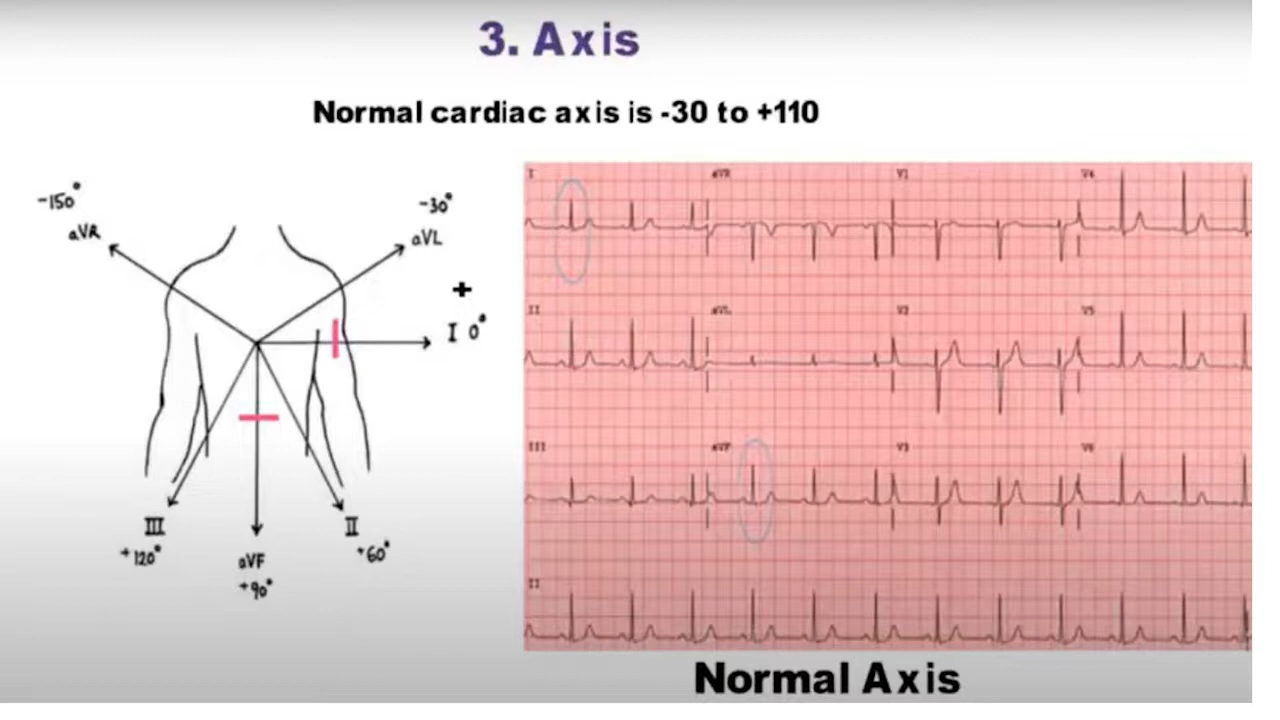 3. Axis
Normal cardiac axis is -30 to +110
-150°
aVR
-30°
aVL
+
I 0°
III
+120°
aVF
+90°
II
+60°
I aVR V1 V4
II aVL V2 V5
III aVF V3 V6
II
Normal Axis